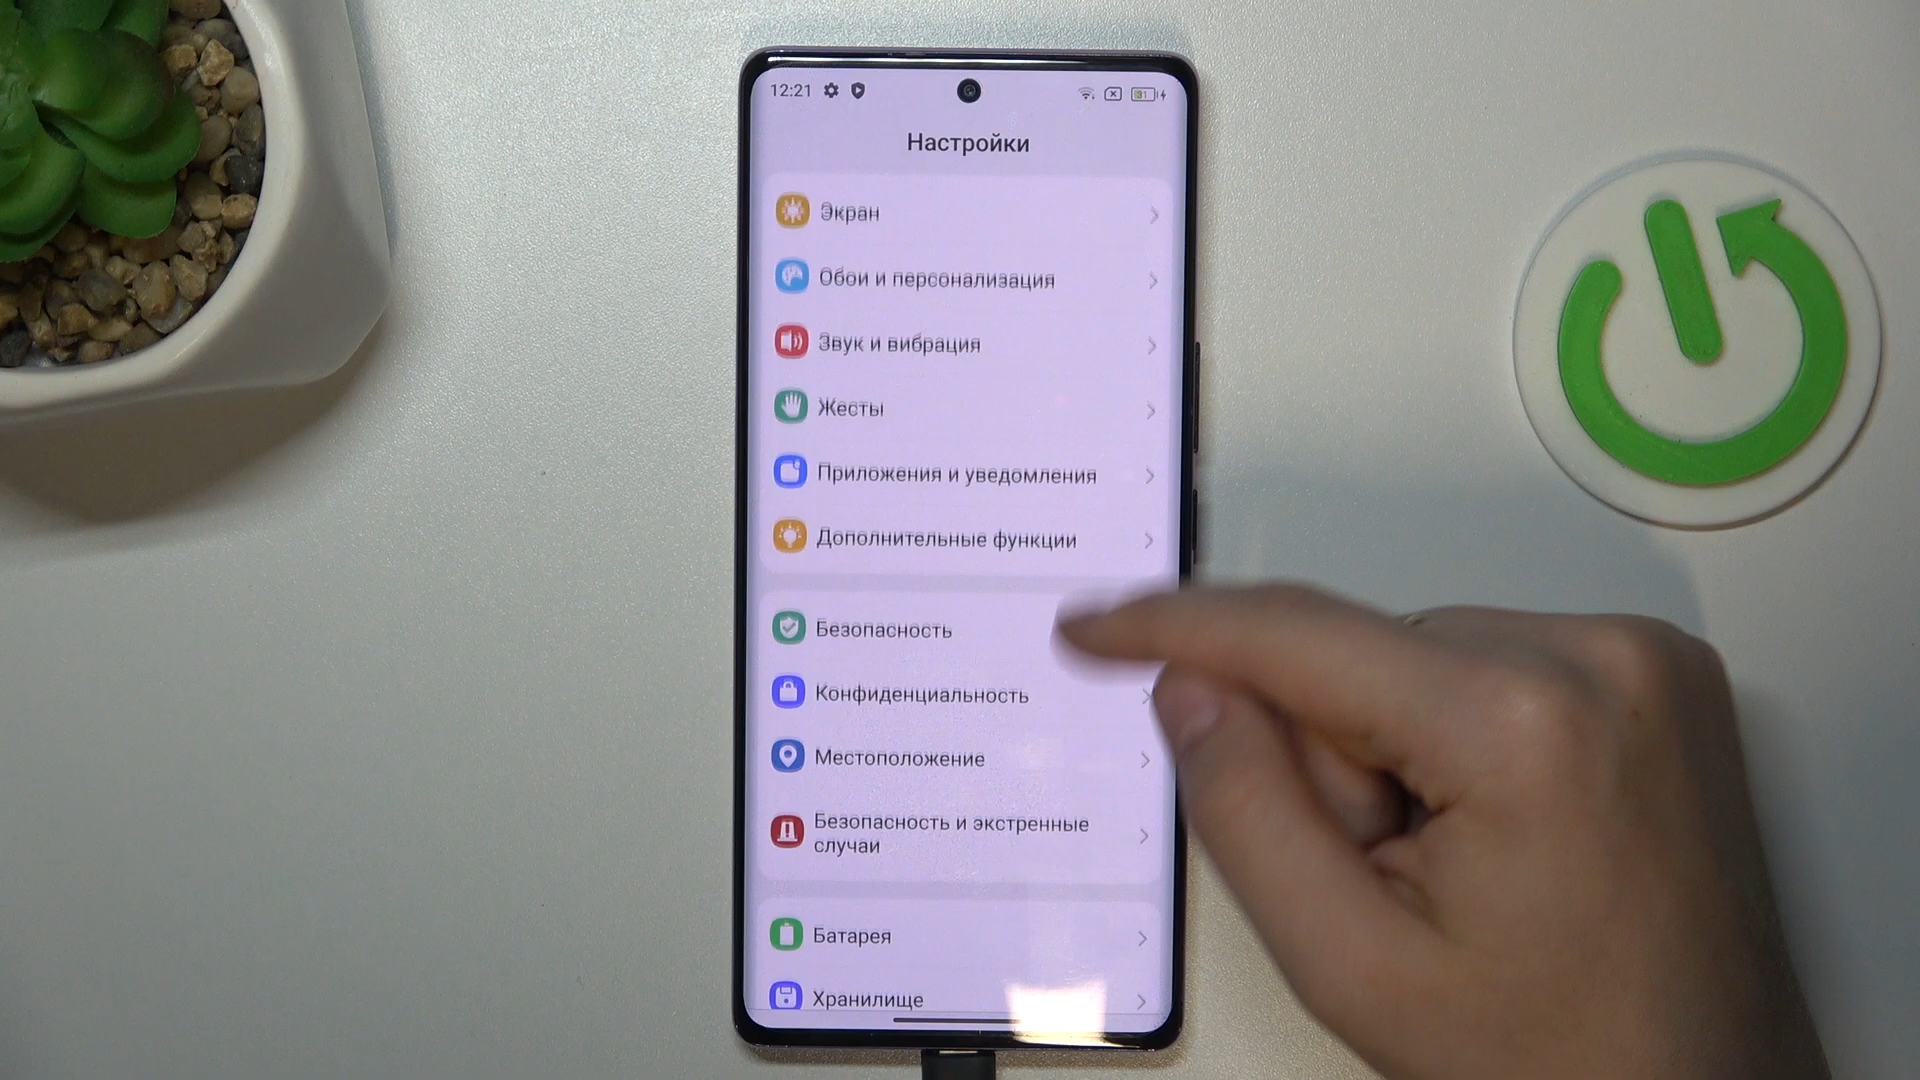 12:21
31
Настройки
Экран
Обои и персонализация
Звук и вибрация
Жесты
Приложения и уведомления
Дополнительные функции
Безопасность
Конфиденциальность
Местоположение
Безопасность и экстренные
случаи
Батарея
Хранилище